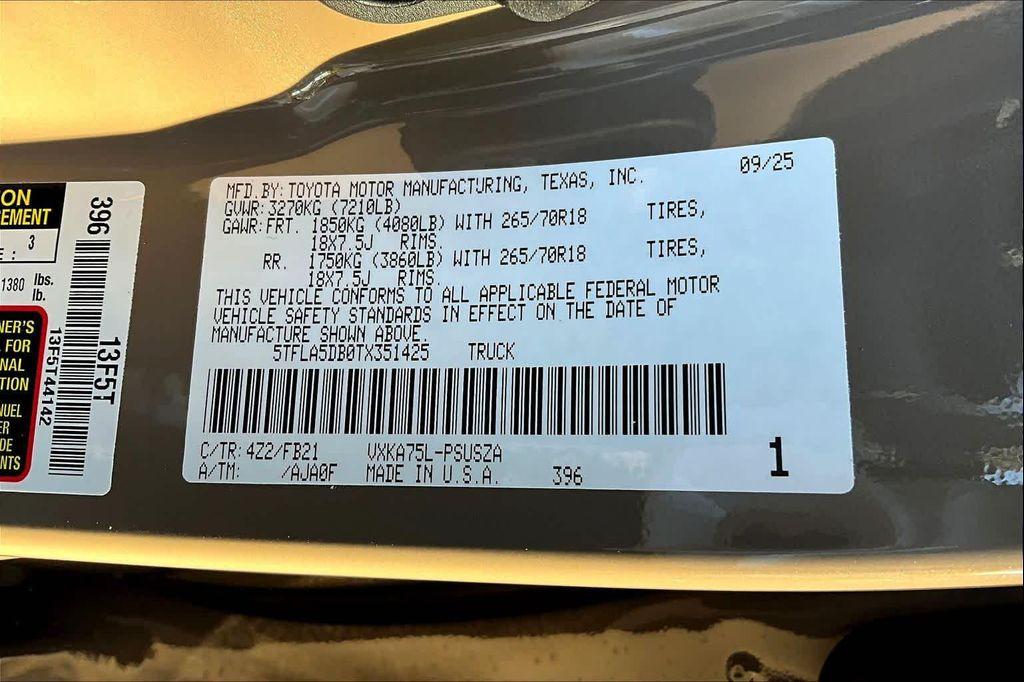 MFD.BY:TOYOTA MOTOR MANUFACTURING, TEXAS, INC. 09/25
GVWR:3270KG (7210LB)
GAWR:FRT. 1850KG (4080LB) WITH 265/70R18 TIRES,
18X7.5J RIMS.
RR. 1750KG (3860LB) WITH 265/70R18 TIRES,
18X7.5J RIMS.
THIS VEHICLE CONFORMS TO ALL APPLICABLE FEDERAL MOTOR
VEHICLE SAFETY STANDARDS IN EFFECT ON THE DATE OF
MANUFACTURE SHOWN ABOVE.
5TFLA5DB0TX351425 TRUCK
C/TR:4Z2/FB21 VXKA75L-PSUSZA
A/TM: /AJA0F MADE IN U.S.A. 396 1
396
13F5T
13F5T44142
3
1380 lbs.
lb.
FOR